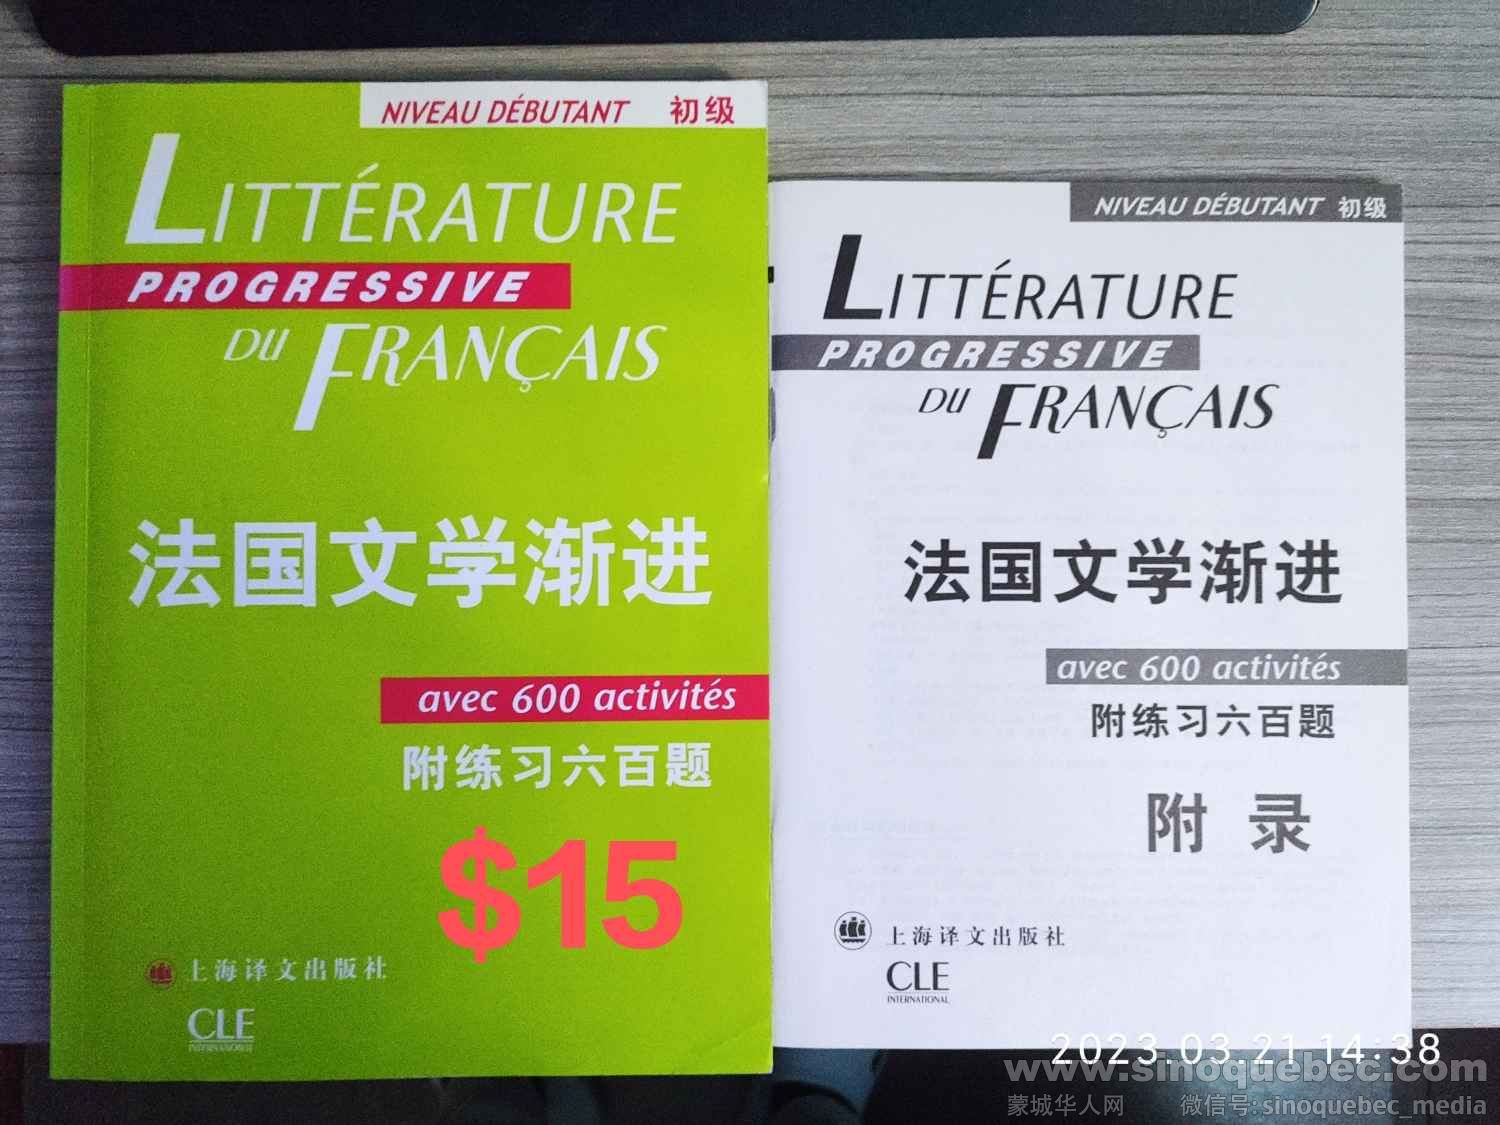 NIVEAU DÉBUTANT 初级
LITTÉRATURE
PROGRESSIVE
DU FRANÇAIS
法国文学渐进
avec 600 activités
附练习六百题
$15
上海译文出版社
CLE
INTERNATIONAL
NIVEAU DÉBUTANT 初级
LITTÉRATURE
PROGRESSIVE
DU FRANÇAIS
法国文学渐进
avec 600 activités
附练习六百题
附 录
上海译文出版社
CLE
INTERNATIONAL
2023.03.21 14:38
www.sinoquebec.com
蒙城华人网 微信号:sinoquebec_media